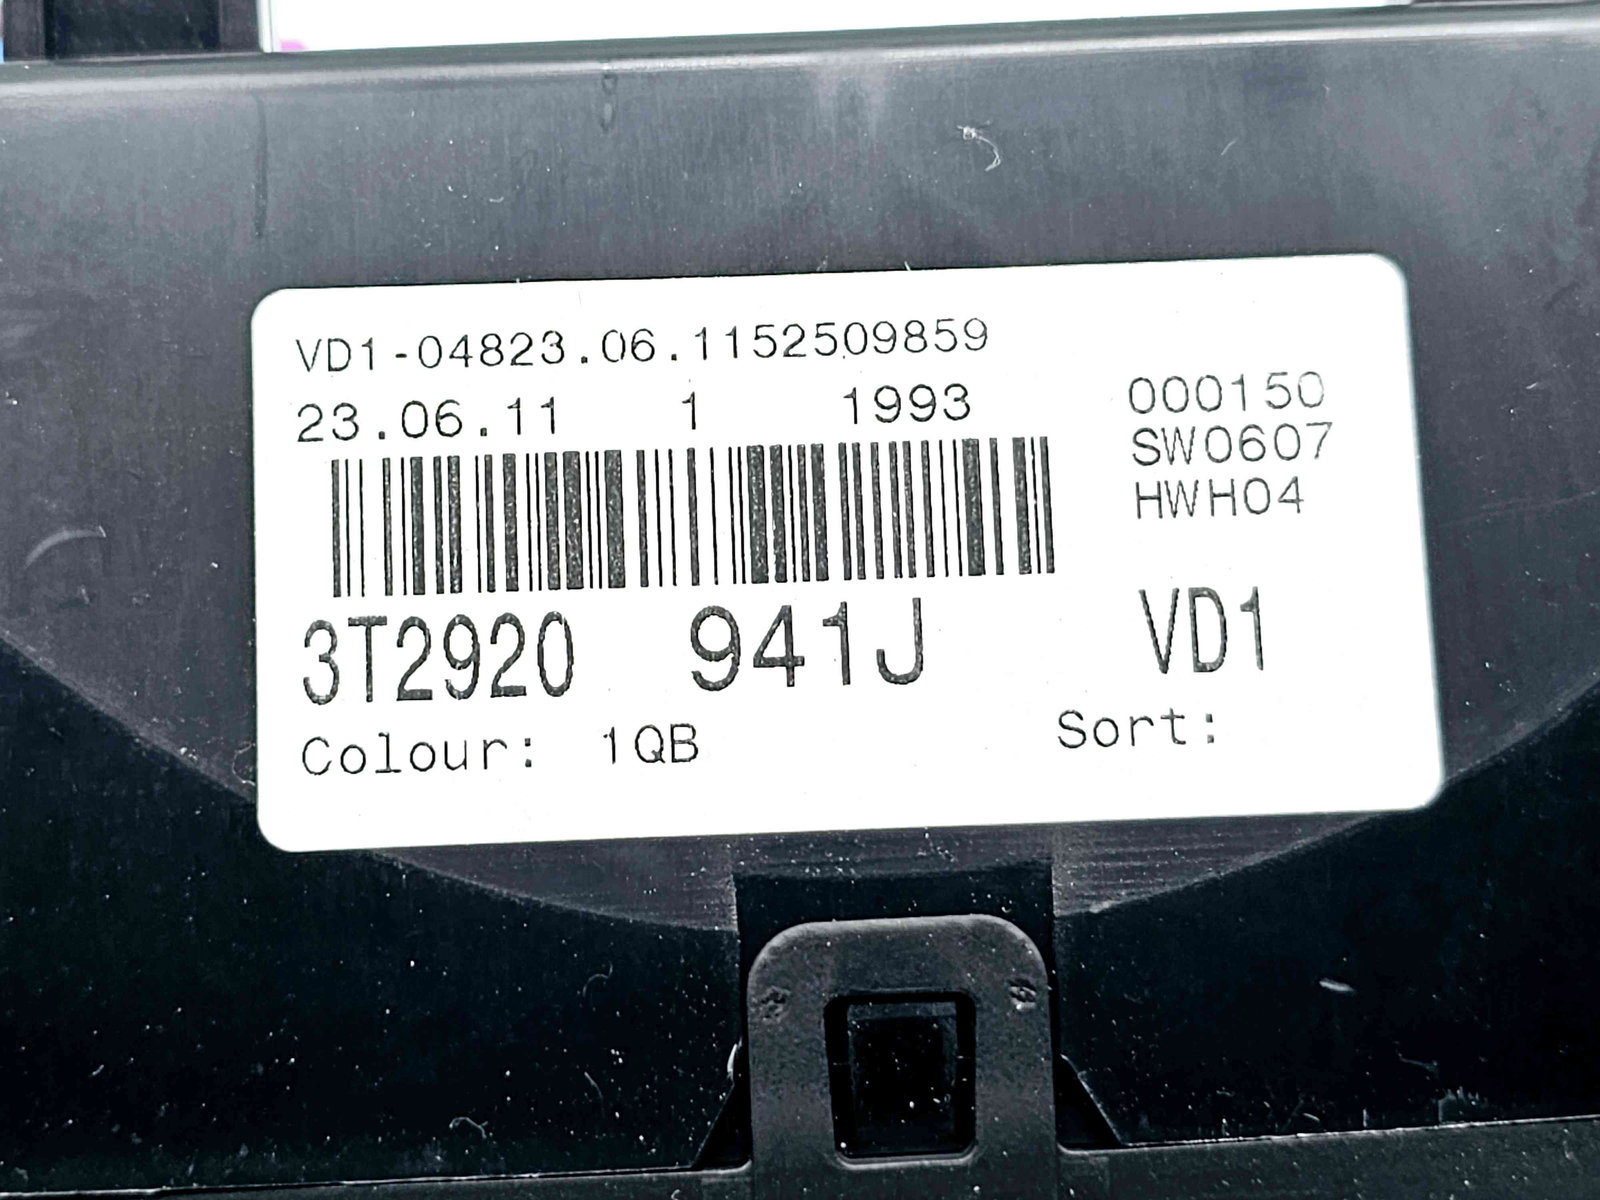 VD1-04823.06.1152509859
23.06.11 1 1993
000150
SW0607
HWH04
3T2920 941J VD1
Colour: 1QB Sort: